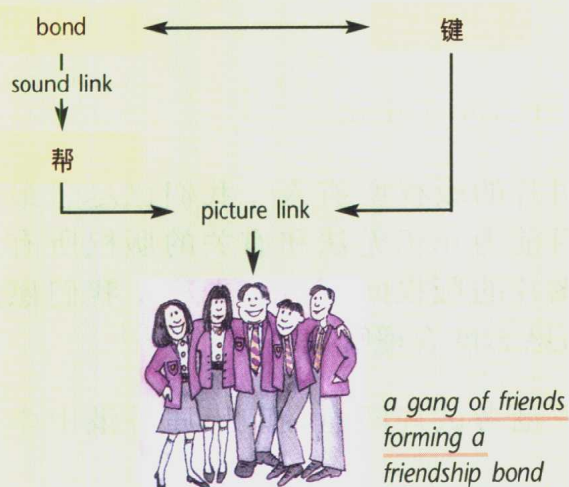 bond 键
sound link
帮
picture link
a gang of friends
forming a
friendship bond